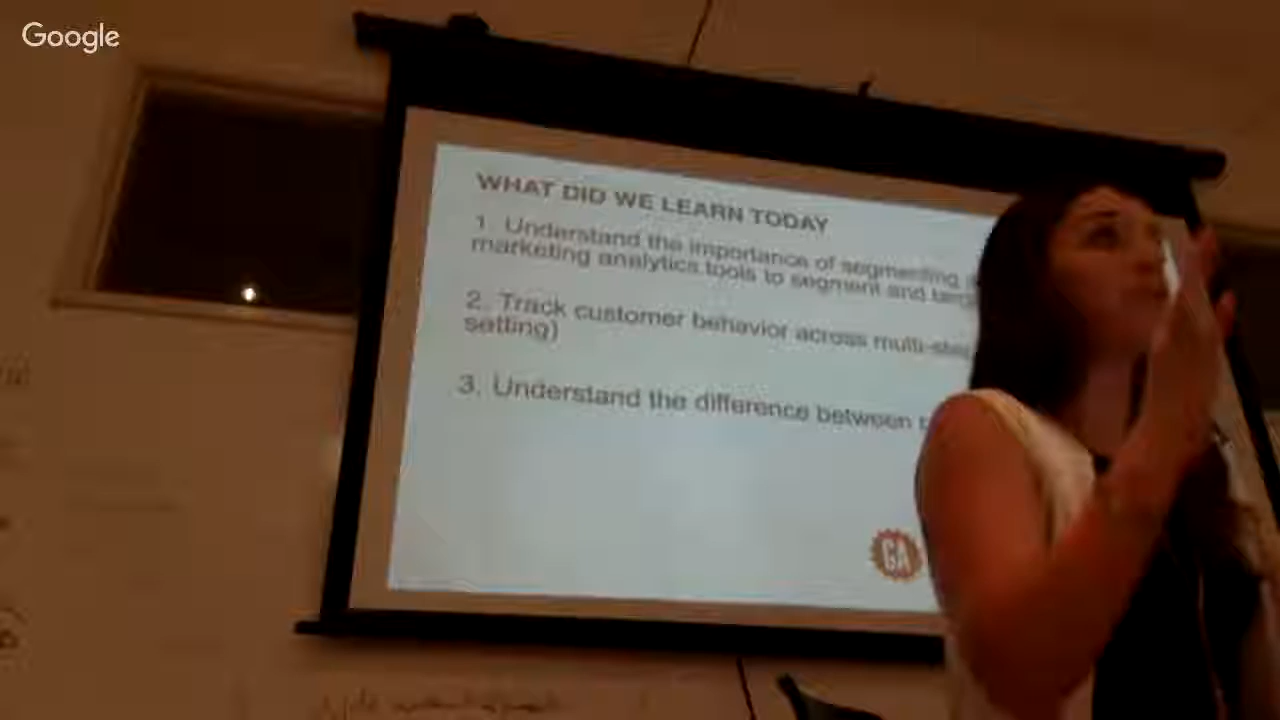 Google
WHAT DID WE LEARN TODAY
1. Understand the importance of segmenting
marketing analytics tools to segment and
2. Track customer behavior across
setting)
3. Understand the difference between
GA